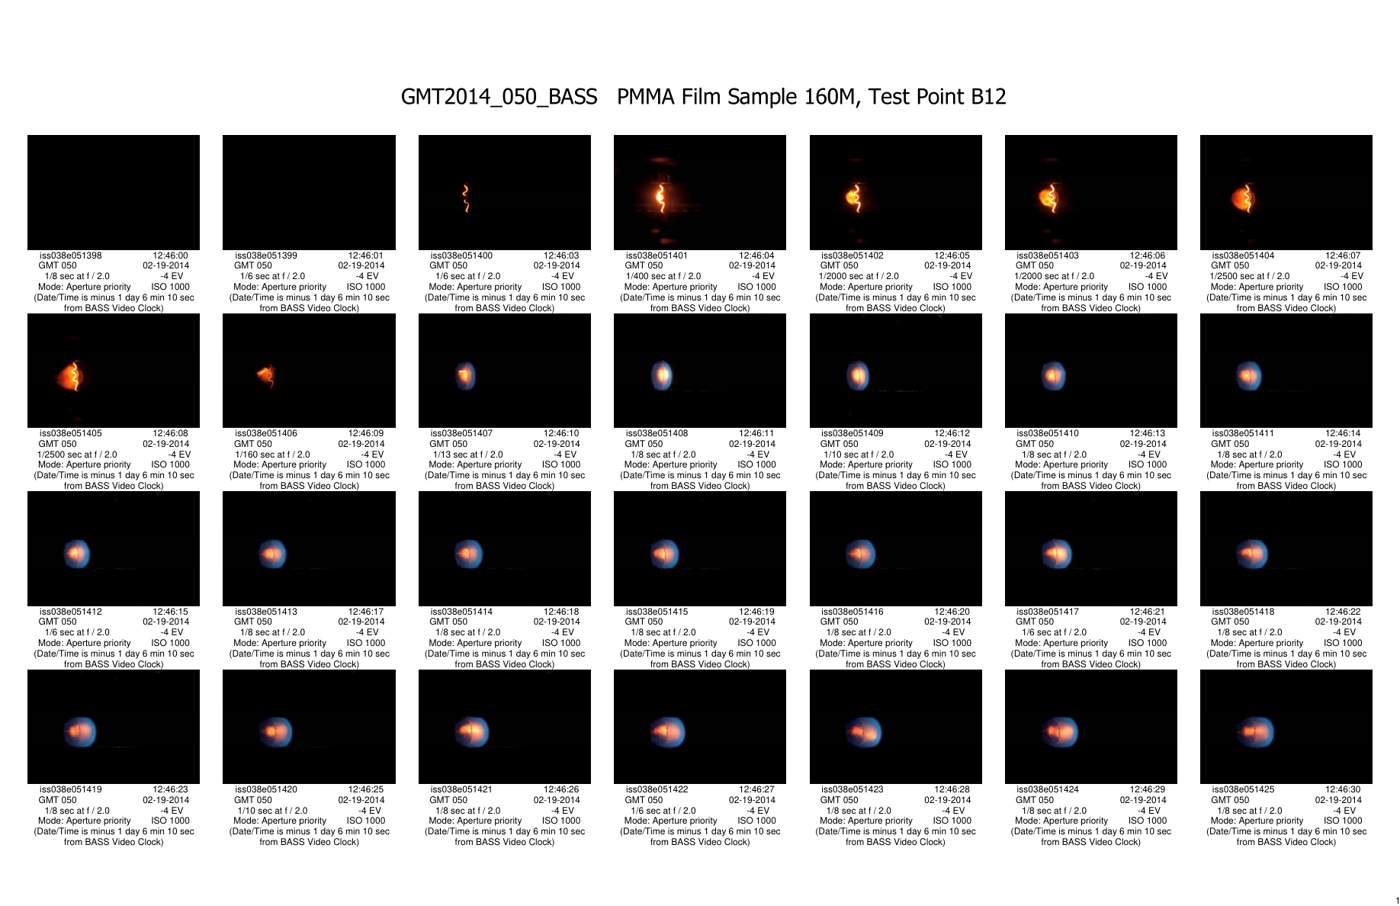 GMT2014_050_BASS   PMMA Film Sample 160M, Test Point B12
iss038e051398 12:46:00
GMT 050 02-19-2014
1/8 sec at f / 2.0 -4 EV
Mode: Aperture priority ISO 1000
(Date/Time is minus 1 day 6 min 10 sec
from BASS Video Clock)
iss038e051399 12:46:01
GMT 050 02-19-2014
1/6 sec at f / 2.0 -4 EV
Mode: Aperture priority ISO 1000
(Date/Time is minus 1 day 6 min 10 sec
from BASS Video Clock)
iss038e051400 12:46:03
GMT 050 02-19-2014
1/6 sec at f / 2.0 -4 EV
Mode: Aperture priority ISO 1000
(Date/Time is minus 1 day 6 min 10 sec
from BASS Video Clock)
iss038e051401 12:46:04
GMT 050 02-19-2014
1/400 sec at f / 2.0 -4 EV
Mode: Aperture priority ISO 1000
(Date/Time is minus 1 day 6 min 10 sec
from BASS Video Clock)
iss038e051402 12:46:05
GMT 050 02-19-2014
1/2000 sec at f / 2.0 -4 EV
Mode: Aperture priority ISO 1000
(Date/Time is minus 1 day 6 min 10 sec
from BASS Video Clock)
iss038e051403 12:46:06
GMT 050 02-19-2014
1/2000 sec at f / 2.0 -4 EV
Mode: Aperture priority ISO 1000
(Date/Time is minus 1 day 6 min 10 sec
from BASS Video Clock)
iss038e051404 12:46:07
GMT 050 02-19-2014
1/2500 sec at f / 2.0 -4 EV
Mode: Aperture priority ISO 1000
(Date/Time is minus 1 day 6 min 10 sec
from BASS Video Clock)
iss038e051405 12:46:08
GMT 050 02-19-2014
1/2500 sec at f / 2.0 -4 EV
Mode: Aperture priority ISO 1000
(Date/Time is minus 1 day 6 min 10 sec
from BASS Video Clock)
iss038e051406 12:46:09
GMT 050 02-19-2014
1/160 sec at f / 2.0 -4 EV
Mode: Aperture priority ISO 1000
(Date/Time is minus 1 day 6 min 10 sec
from BASS Video Clock)
iss038e051407 12:46:10
GMT 050 02-19-2014
1/13 sec at f / 2.0 -4 EV
Mode: Aperture priority ISO 1000
(Date/Time is minus 1 day 6 min 10 sec
from BASS Video Clock)
iss038e051408 12:46:11
GMT 050 02-19-2014
1/8 sec at f / 2.0 -4 EV
Mode: Aperture priority ISO 1000
(Date/Time is minus 1 day 6 min 10 sec
from BASS Video Clock)
iss038e051409 12:46:12
GMT 050 02-19-2014
1/10 sec at f / 2.0 -4 EV
Mode: Aperture priority ISO 1000
(Date/Time is minus 1 day 6 min 10 sec
from BASS Video Clock)
iss038e051410 12:46:13
GMT 050 02-19-2014
1/8 sec at f / 2.0 -4 EV
Mode: Aperture priority ISO 1000
(Date/Time is minus 1 day 6 min 10 sec
from BASS Video Clock)
iss038e051411 12:46:14
GMT 050 02-19-2014
1/8 sec at f / 2.0 -4 EV
Mode: Aperture priority ISO 1000
(Date/Time is minus 1 day 6 min 10 sec
from BASS Video Clock)
iss038e051412 12:46:15
GMT 050 02-19-2014
1/6 sec at f / 2.0 -4 EV
Mode: Aperture priority ISO 1000
(Date/Time is minus 1 day 6 min 10 sec
from BASS Video Clock)
iss038e051413 12:46:17
GMT 050 02-19-2014
1/8 sec at f / 2.0 -4 EV
Mode: Aperture priority ISO 1000
(Date/Time is minus 1 day 6 min 10 sec
from BASS Video Clock)
iss038e051414 12:46:18
GMT 050 02-19-2014
1/8 sec at f / 2.0 -4 EV
Mode: Aperture priority ISO 1000
(Date/Time is minus 1 day 6 min 10 sec
from BASS Video Clock)
iss038e051415 12:46:19
GMT 050 02-19-2014
1/8 sec at f / 2.0 -4 EV
Mode: Aperture priority ISO 1000
(Date/Time is minus 1 day 6 min 10 sec
from BASS Video Clock)
iss038e051416 12:46:20
GMT 050 02-19-2014
1/8 sec at f / 2.0 -4 EV
Mode: Aperture priority ISO 1000
(Date/Time is minus 1 day 6 min 10 sec
from BASS Video Clock)
iss038e051417 12:46:21
GMT 050 02-19-2014
1/6 sec at f / 2.0 -4 EV
Mode: Aperture priority ISO 1000
(Date/Time is minus 1 day 6 min 10 sec
from BASS Video Clock)
iss038e051418 12:46:22
GMT 050 02-19-2014
1/8 sec at f / 2.0 -4 EV
Mode: Aperture priority ISO 1000
(Date/Time is minus 1 day 6 min 10 sec
from BASS Video Clock)
iss038e051419 12:46:23
GMT 050 02-19-2014
1/8 sec at f / 2.0 -4 EV
Mode: Aperture priority ISO 1000
(Date/Time is minus 1 day 6 min 10 sec
from BASS Video Clock)
iss038e051420 12:46:25
GMT 050 02-19-2014
1/10 sec at f / 2.0 -4 EV
Mode: Aperture priority ISO 1000
(Date/Time is minus 1 day 6 min 10 sec
from BASS Video Clock)
iss038e051421 12:46:26
GMT 050 02-19-2014
1/8 sec at f / 2.0 -4 EV
Mode: Aperture priority ISO 1000
(Date/Time is minus 1 day 6 min 10 sec
from BASS Video Clock)
iss038e051422 12:46:27
GMT 050 02-19-2014
1/6 sec at f / 2.0 -4 EV
Mode: Aperture priority ISO 1000
(Date/Time is minus 1 day 6 min 10 sec
from BASS Video Clock)
iss038e051423 12:46:28
GMT 050 02-19-2014
1/8 sec at f / 2.0 -4 EV
Mode: Aperture priority ISO 1000
(Date/Time is minus 1 day 6 min 10 sec
from BASS Video Clock)
iss038e051424 12:46:29
GMT 050 02-19-2014
1/8 sec at f / 2.0 -4 EV
Mode: Aperture priority ISO 1000
(Date/Time is minus 1 day 6 min 10 sec
from BASS Video Clock)
iss038e051425 12:46:30
GMT 050 02-19-2014
1/8 sec at f / 2.0 -4 EV
Mode: Aperture priority ISO 1000
(Date/Time is minus 1 day 6 min 10 sec
from BASS Video Clock)